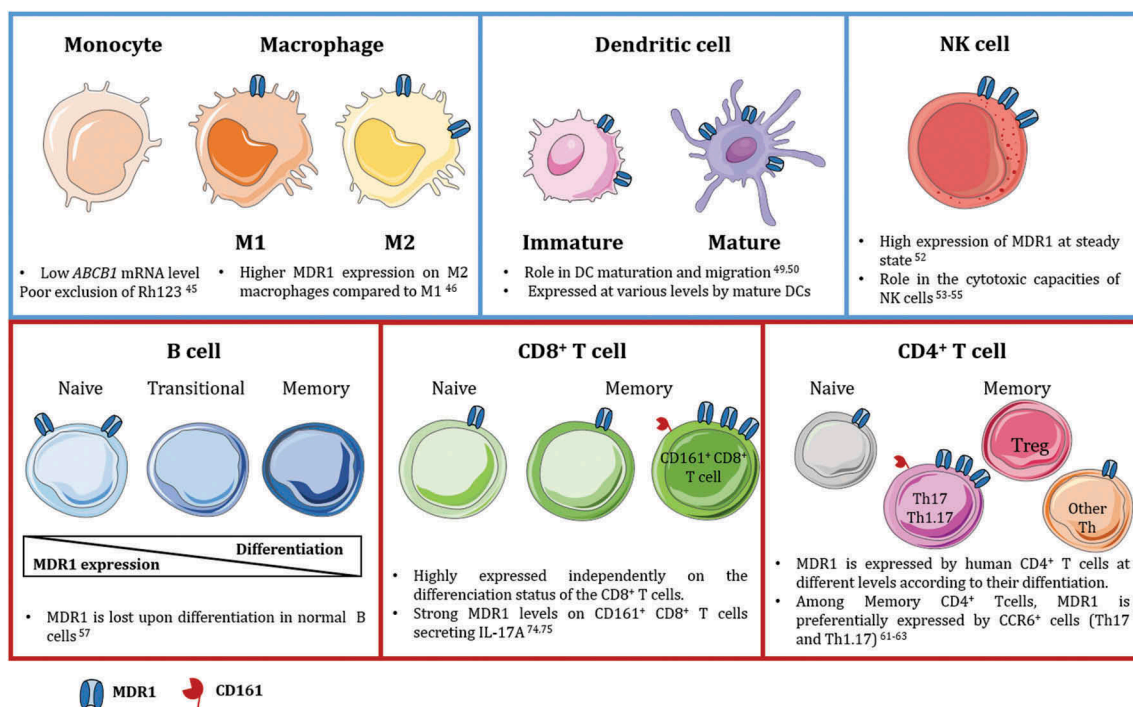 Monocyte
Macrophage
M1
M2
• Low ABCB1 mRNA level
Poor exclusion of Rh123 45
• Higher MDR1 expression on M2
macrophages compared to M1 46
Dendritic cell
Immature
Mature
• Role in DC maturation and migration 49,50
• Expressed at various levels by mature DCs
NK cell
• High expression of MDR1 at steady
state 52
• Role in the cytotoxic capacities of
NK cells 53-55
B cell
Naive
Transitional
Memory
Differentiation
MDR1 expression
• MDR1 is lost upon differentiation in normal B
cells 57
CD8+ T cell
Naive
Memory
CD161+ CD8+
T cell
• Highly expressed independently on the
differenciation status of the CD8+ T cells.
• Strong MDR1 levels on CD161+ CD8+ T cells
secreting IL-17A 74,75
CD4+ T cell
Naive
Memory
Treg
Th17
Th1.17
Other
Th
• MDR1 is expressed by human CD4+ T cells at
different levels according to their diffentiation.
• Among Memory CD4+ Tcells, MDR1 is
preferentially expressed by CCR6+ cells (Th17
and Th1.17) 61-63
MDR1
CD161